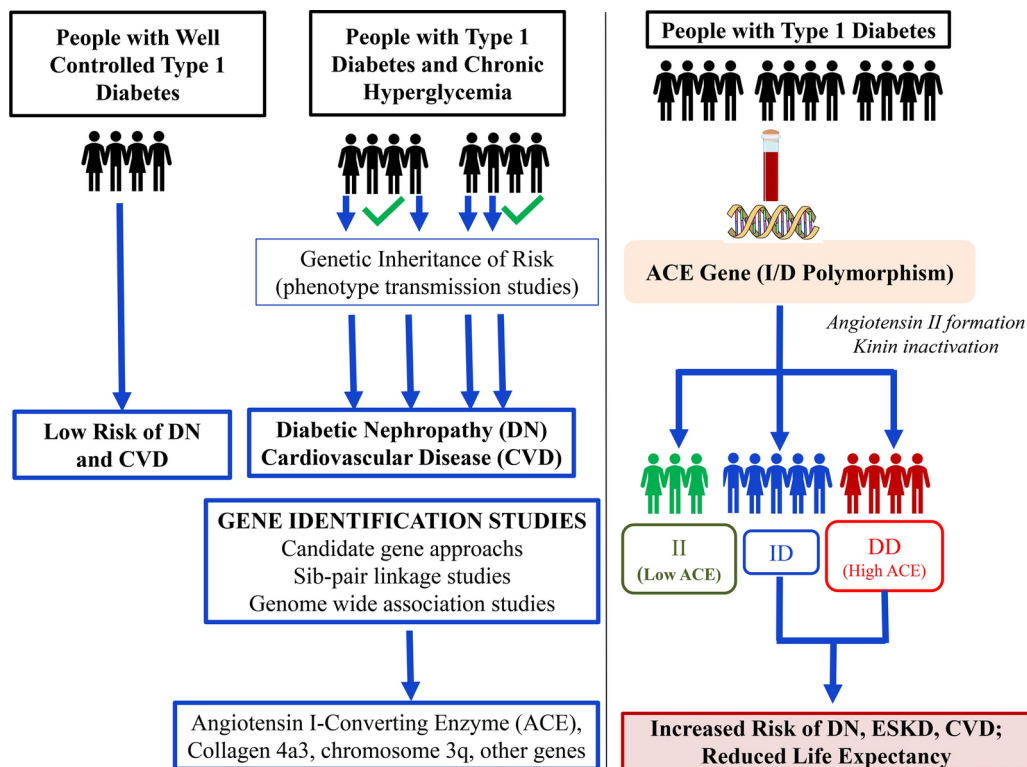 People with Well
Controlled Type 1
Diabetes
People with Type 1
Diabetes and Chronic
Hyperglycemia
Genetic Inheritance of Risk
(phenotype transmission studies)
Low Risk of DN
and CVD
Diabetic Nephropathy (DN)
Cardiovascular Disease (CVD)
GENE IDENTIFICATION STUDIES
Candidate gene approachs
Sib-pair linkage studies
Genome wide association studies
Angiotensin I-Converting Enzyme (ACE),
Collagen 4a3, chromosome 3q, other genes
People with Type 1 Diabetes
ACE Gene (I/D Polymorphism)
Angiotensin II formation
Kinin inactivation
II
(Low ACE)
ID
DD
(High ACE)
Increased Risk of DN, ESKD, CVD;
Reduced Life Expectancy